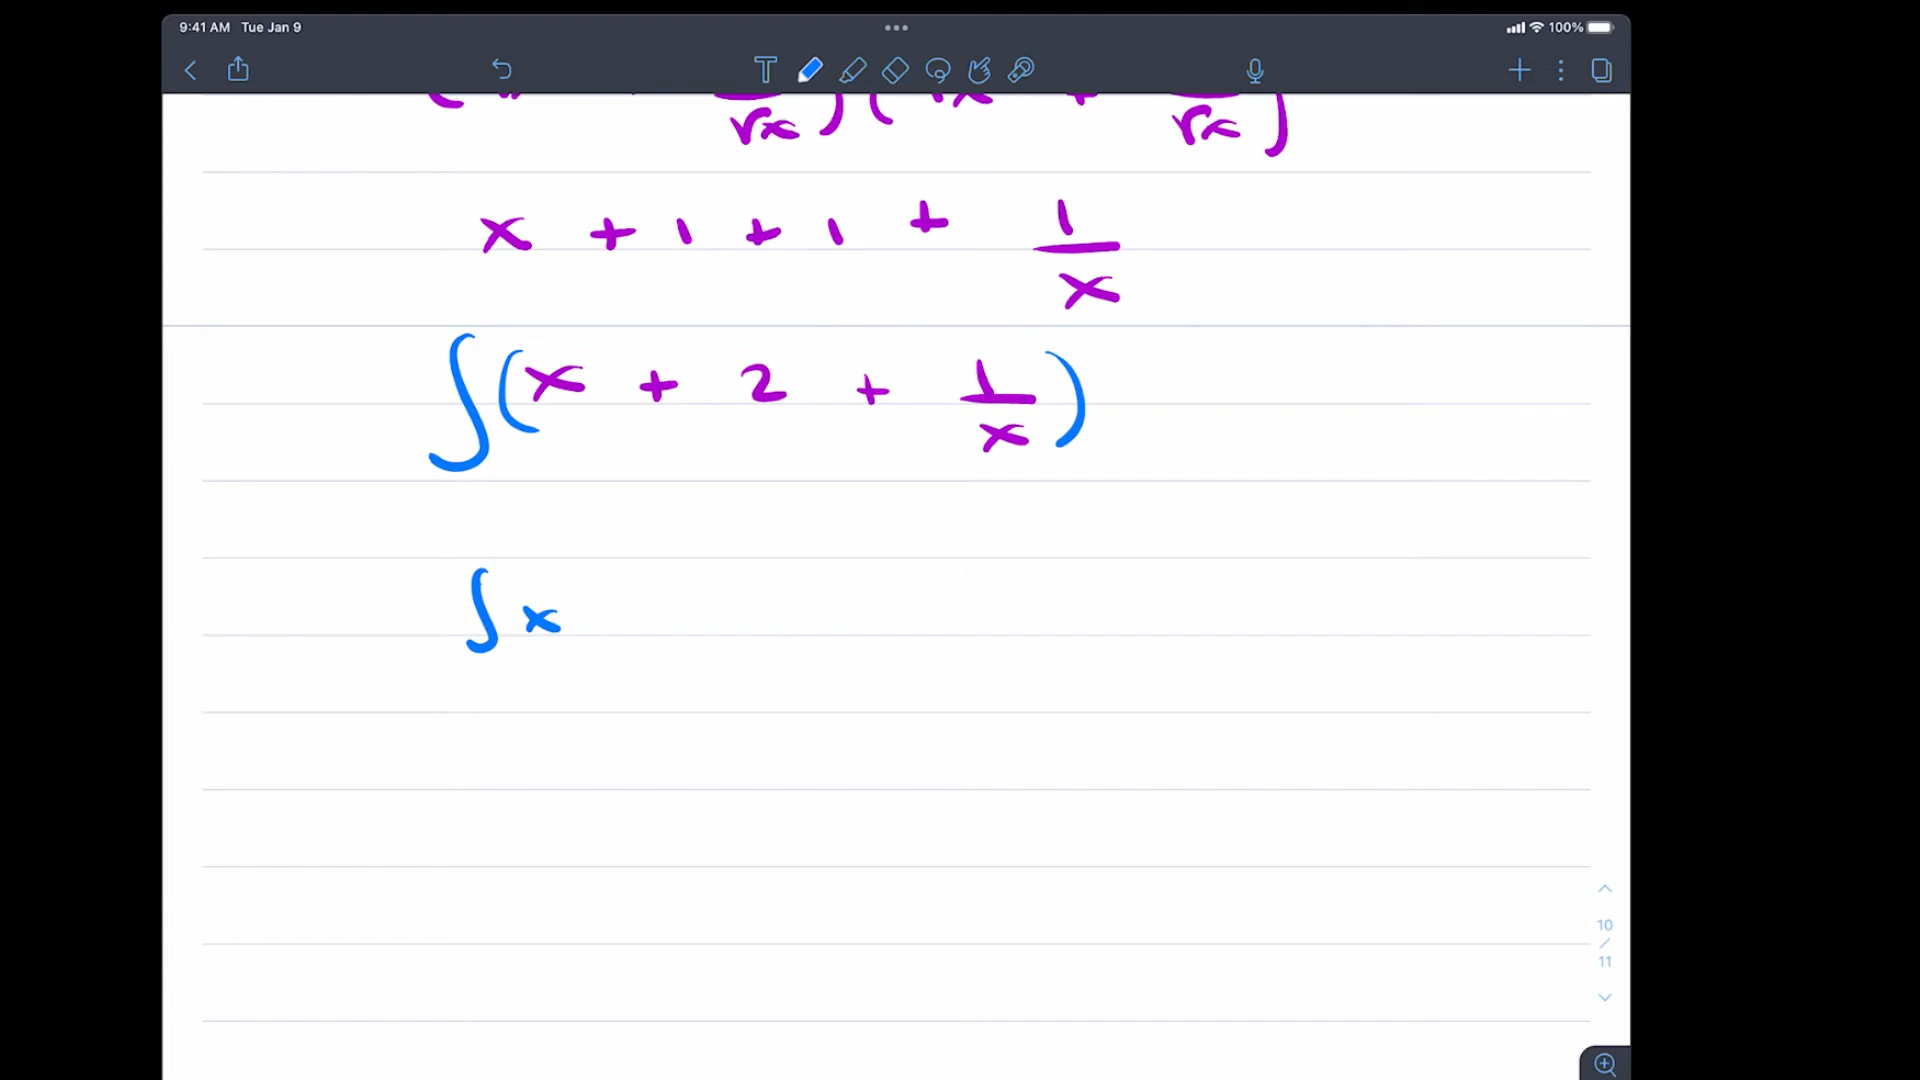 9:41 AM Tue Jan 9
100%
T
√x ) ( √x + √x )
x + 1 + 1 + 1/x
∫(x + 2 + 1/x)
∫x
10
/
11